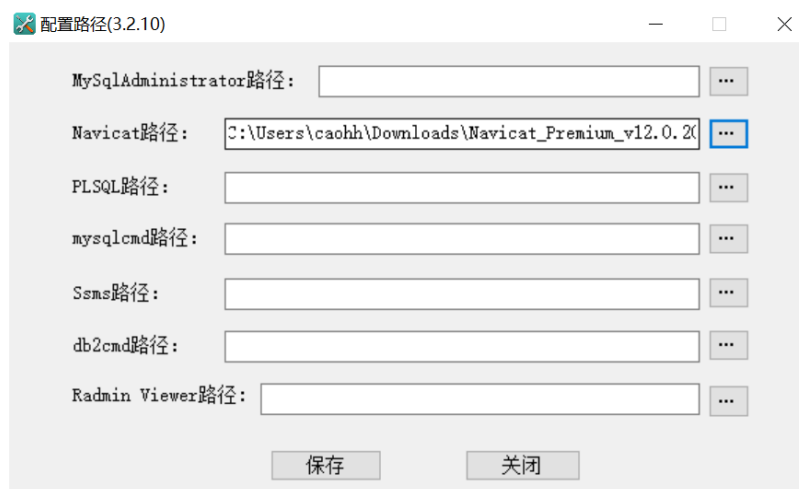 配置路径(3.2.10)
MySqlAdministrator路径：
Navicat路径： C:\Users\caohh\Downloads\Navicat_Premium_v12.0.2
PLSQL路径：
mysqlcmd路径：
Ssms路径：
db2cmd路径：
Radmin Viewer路径：
保存 关闭